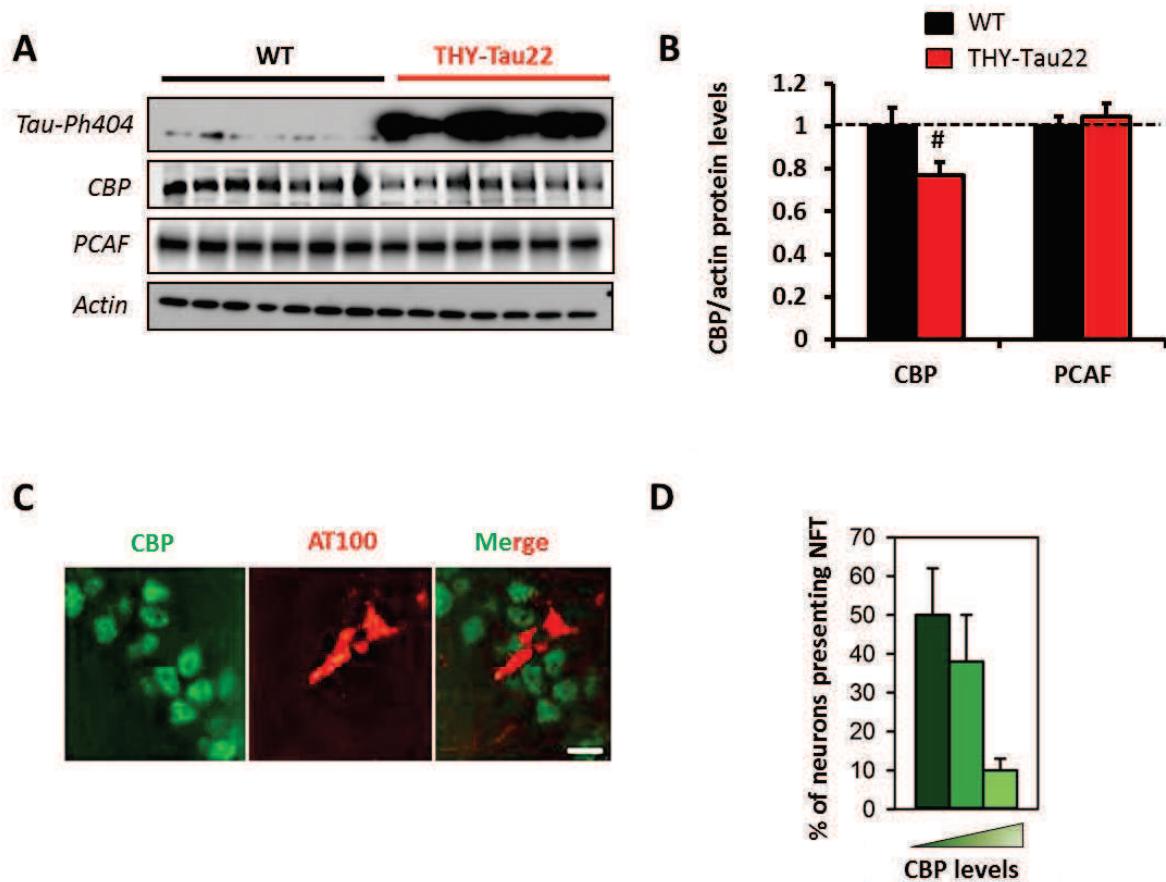 A
WT
THY-Tau22
Tau-Ph404
CBP
PCAF
Actin
B
WT
THY-Tau22
CBP/actin protein levels
1.2
1
0.8
0.6
0.4
0.2
0
#
CBP
PCAF
C
CBP
AT100
Merge
D
% of neurons presenting NFT
70
60
50
40
30
20
10
0
CBP levels